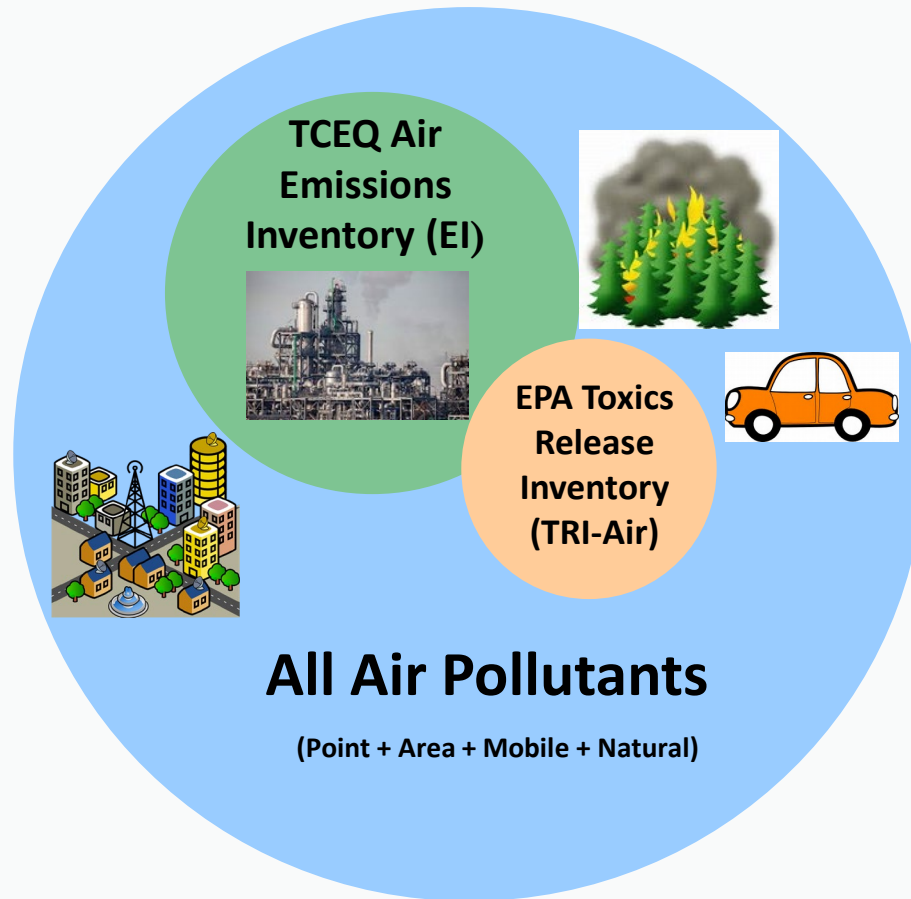 TCEQ Air
Emissions
Inventory (EI)
EPA Toxics
Release
Inventory
(TRI-Air)
All Air Pollutants
(Point + Area + Mobile + Natural)